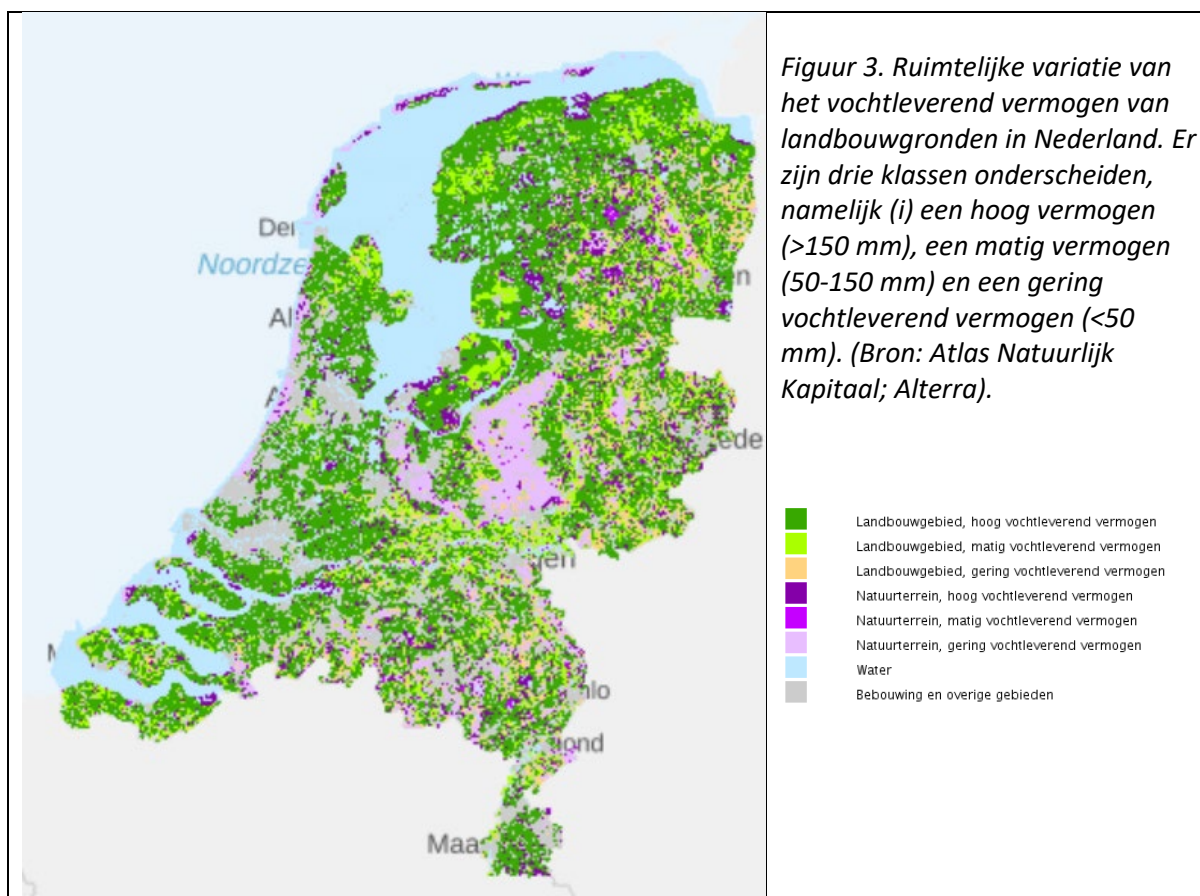 Figuur 3. Ruimtelijke variatie van
het vochtleverend vermogen van
landbouwgronden in Nederland. Er
zijn drie klassen onderscheiden,
namelijk (i) een hoog vermogen
(>150 mm), een matig vermogen
(50-150 mm) en een gering
vochtleverend vermogen (<50
mm). (Bron: Atlas Natuurlijk
Kapitaal; Alterra).
Noordze
Maa
Landbouwgebied, hoog vochtleverend vermogen
Landbouwgebied, matig vochtleverend vermogen
Landbouwgebied, gering vochtleverend vermogen
Natuurterrein, hoog vochtleverend vermogen
Natuurterrein, matig vochtleverend vermogen
Natuurterrein, gering vochtleverend vermogen
Water
Bebouwing en overige gebieden